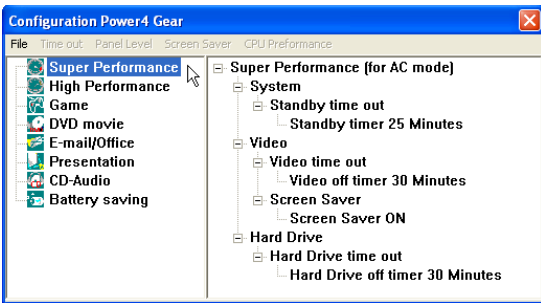 Configuration Power4 Gear
File Time out Panel Level Screen Saver CPU Preformance
Super Performance
High Performance
Game
DVD movie
E-mail/Office
Presentation
CD-Audio
Battery saving
Super Performance (for AC mode)
System
Standby time out
Standby timer 25 Minutes
Video
Video time out
Video off timer 30 Minutes
Screen Saver
Screen Saver ON
Hard Drive
Hard Drive time out
Hard Drive off timer 30 Minutes